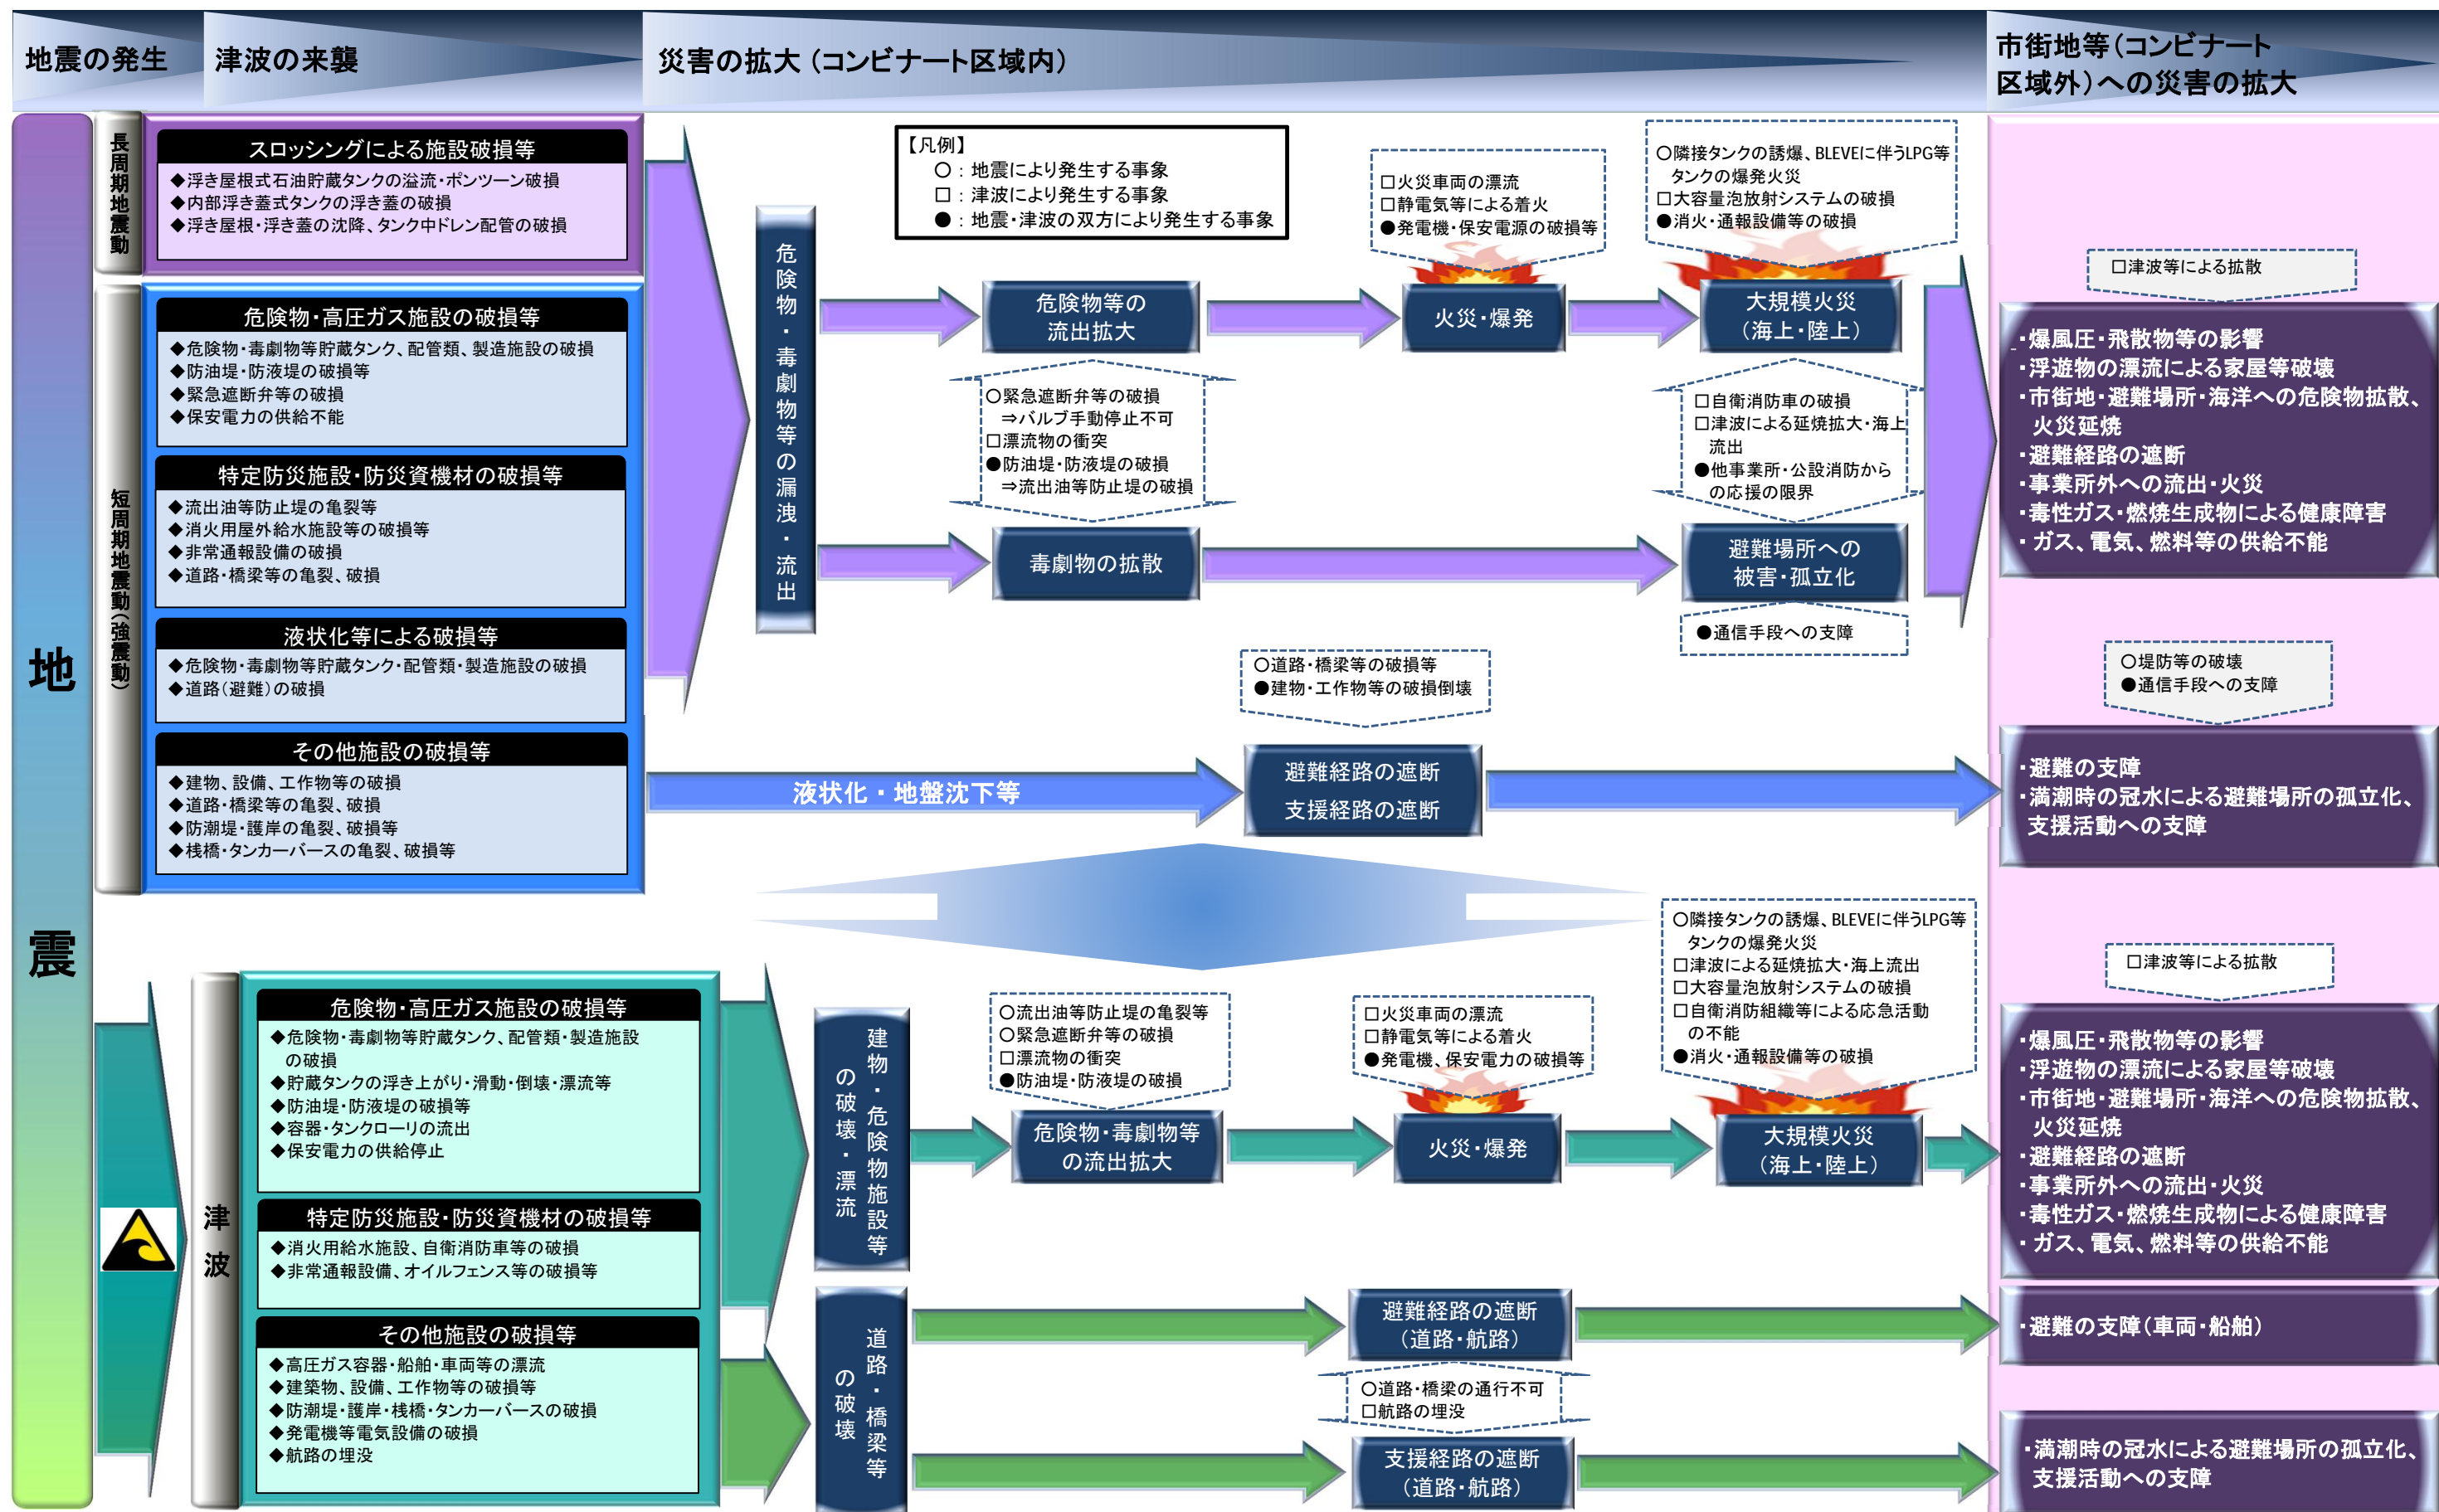 地震の発生
津波の来襲
災害の拡大（コンビナート区域内）
市街地等（コンビナート
区域外）への災害の拡大
地震
長周期地震動
スロッシングによる施設破損等
◆浮き屋根式石油貯蔵タンクの溢流・ポンツーン破損
◆内部浮き蓋式タンクの浮き蓋の破損
◆浮き屋根・浮き蓋の沈降、タンク中ドレン配管の破損
短周期地震動（強震動）
危険物・高圧ガス施設の破損等
◆危険物・毒劇物等貯蔵タンク、配管類、製造施設の破損
◆防油堤・防液堤の破損等
◆緊急遮断弁等の破損
◆保安電力の供給不能
特定防災施設・防災資機材の破損等
◆流出油等防止堤の亀裂等
◆消火用屋外給水施設等の破損等
◆非常通報設備の破損
◆道路・橋梁等の亀裂、破損
液状化等による破損等
◆危険物・毒劇物等貯蔵タンク・配管類・製造施設の破損
◆道路（避難）の破損
その他施設の破損等
◆建物、設備、工作物等の破損
◆道路・橋梁等の亀裂、破損
◆防潮堤・護岸の亀裂、破損等
◆桟橋・タンカーバースの亀裂、破損等
危険物・毒劇物等の漏洩・流出
【凡例】
○：地震により発生する事象
□：津波により発生する事象
●：地震・津波の双方により発生する事象
□火災車両の漂流
□静電気等による着火
●発電機・保安電源の破損等
○隣接タンクの誘爆、BLEVEに伴うLPG等
タンクの爆発火災
□大容量泡放射システムの破損
●消火・通報設備等の破損
危険物等の
流出拡大
火災・爆発
大規模火災
（海上・陸上）
○緊急遮断弁等の破損
⇒バルブ手動停止不可
□漂流物の衝突
●防油堤・防液堤の破損
⇒流出油等防止堤の破損
□自衛消防車の破損
□津波による延焼拡大・海上
流出
●他事業所・公設消防から
の応援の限界
毒劇物の拡散
避難場所への
被害・孤立化
●通信手段への支障
□津波等による拡散
・爆風圧・飛散物等の影響
・浮遊物の漂流による家屋等破壊
・市街地・避難場所・海洋への危険物拡散、
火災延焼
・避難経路の遮断
・事業所外への流出・火災
・毒性ガス・燃焼生成物による健康障害
・ガス、電気、燃料等の供給不能
○道路・橋梁等の破損等
●建物・工作物等の破損倒壊
液状化・地盤沈下等
避難経路の遮断
支援経路の遮断
○堤防等の破壊
●通信手段への支障
・避難の支障
・満潮時の冠水による避難場所の孤立化、
支援活動への支障
津波
危険物・高圧ガス施設の破損等
◆危険物・毒劇物等貯蔵タンク、配管類・製造施設
の破損
◆貯蔵タンクの浮き上がり・滑動・倒壊・漂流等
◆防油堤・防液堤の破損等
◆容器・タンクローリの流出
◆保安電力の供給停止
特定防災施設・防災資機材の破損等
◆消火用給水施設、自衛消防車等の破損
◆非常通報設備、オイルフェンス等の破損等
その他施設の破損等
◆高圧ガス容器・船舶・車両等の漂流
◆建築物、設備、工作物等の破損等
◆防潮堤・護岸・桟橋・タンカーバースの破損
◆発電機等電気設備の破損
◆航路の埋没
建物・危険物施設等
の破壊・漂流
○流出油等防止堤の亀裂等
○緊急遮断弁等の破損
□漂流物の衝突
●防油堤・防液堤の破損
危険物・毒劇物等
の流出拡大
□火災車両の漂流
□静電気等による着火
●発電機、保安電力の破損等
火災・爆発
○隣接タンクの誘爆、BLEVEに伴うLPG等
タンクの爆発火災
□津波による延焼拡大・海上流出
□大容量泡放射システムの破損
□自衛消防組織等による応急活動
の不能
●消火・通報設備等の破損
大規模火災
（海上・陸上）
□津波等による拡散
・爆風圧・飛散物等の影響
・浮遊物の漂流による家屋等破壊
・市街地・避難場所・海洋への危険物拡散、
火災延焼
・避難経路の遮断
・事業所外への流出・火災
・毒性ガス・燃焼生成物による健康障害
・ガス、電気、燃料等の供給不能
道路・橋梁等
の破壊
避難経路の遮断
（道路・航路）
○道路・橋梁の通行不可
□航路の埋没
支援経路の遮断
（道路・航路）
・避難の支障（車両・船舶）
・満潮時の冠水による避難場所の孤立化、
支援活動への支障